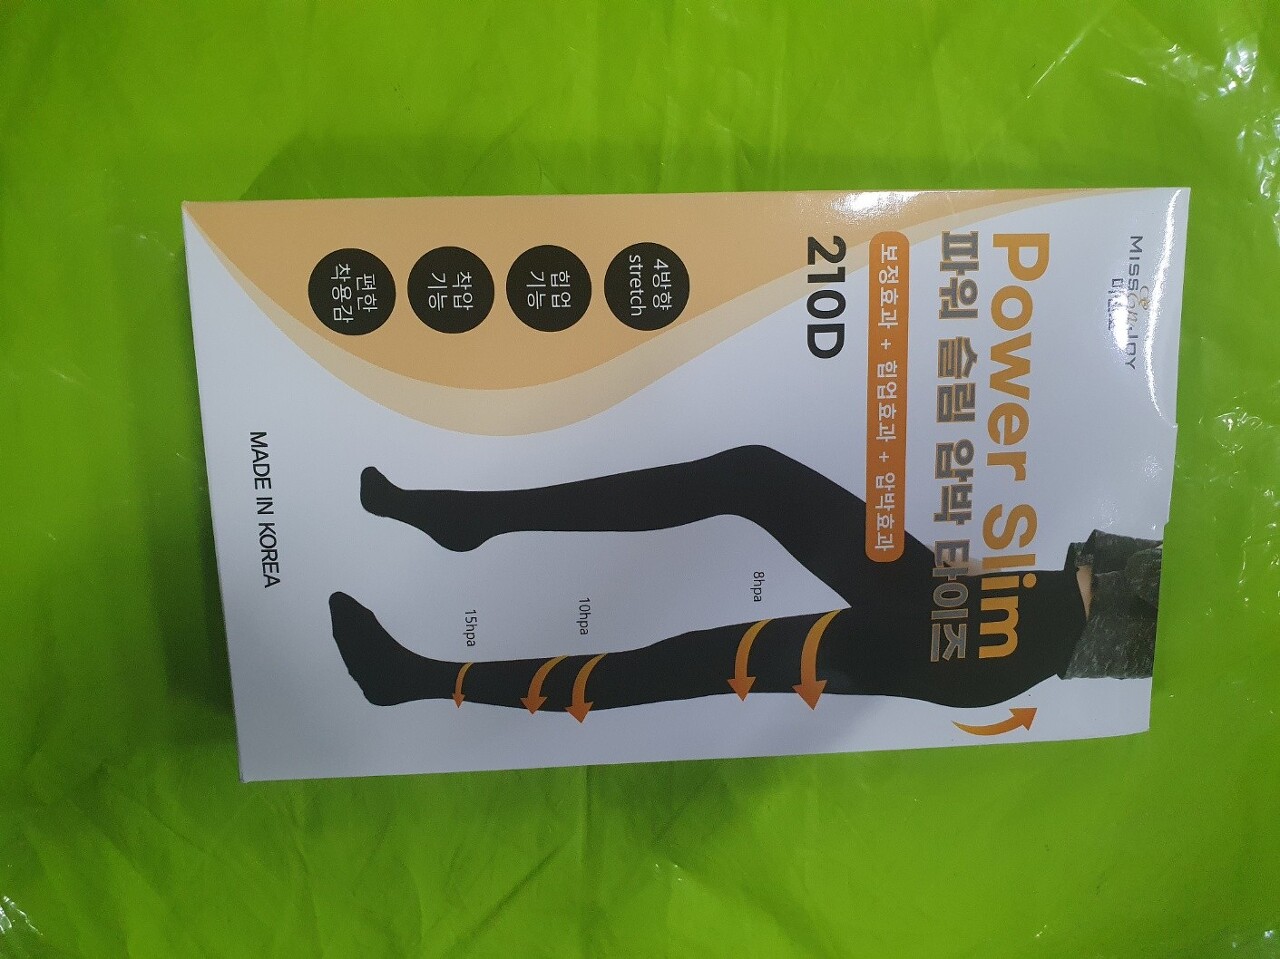 MISS
JOY
Power Slim
파워 슬림 압박 타이즈
보정효과 + 힙업효과 + 압박효과
210D
4방향
stretch
힙업
기능
착압
기능
편한
착용감
8hpa
10hpa
15hpa
MADE IN KOREA